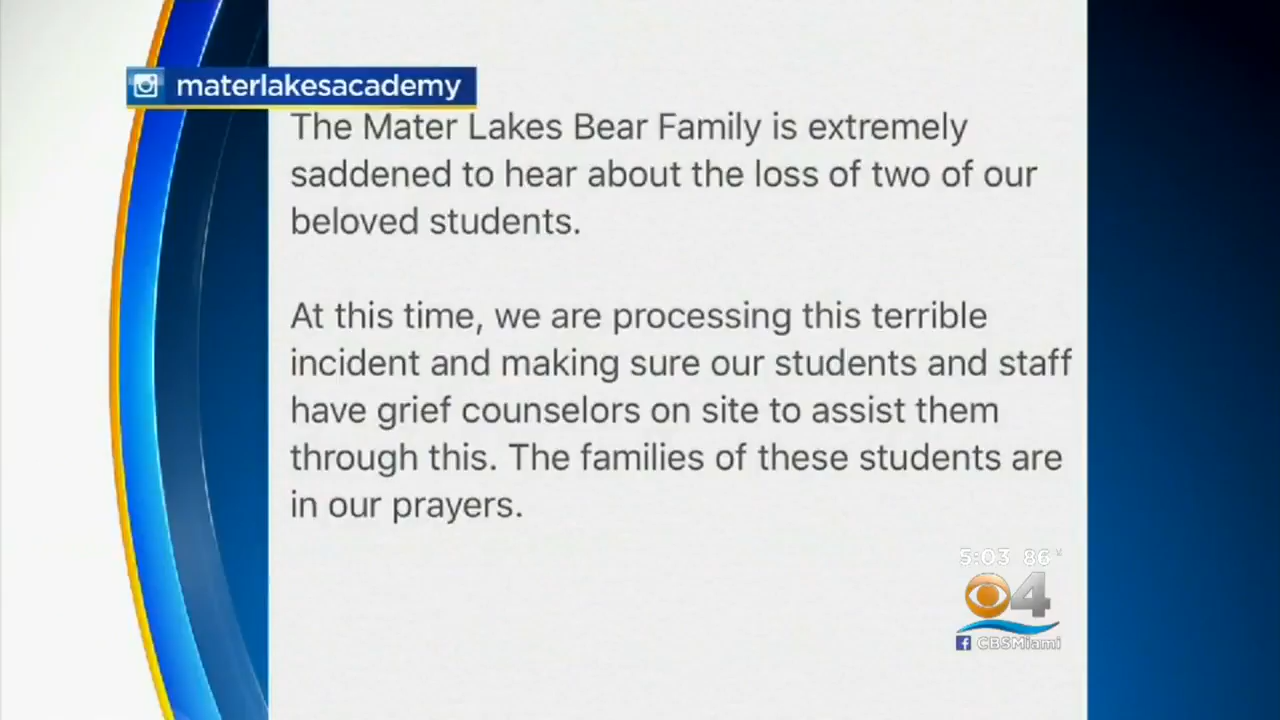 materlakesacademy
The Mater Lakes Bear Family is extremely
saddened to hear about the loss of two of our
beloved students.
At this time, we are processing this terrible
incident and making sure our students and staff
have grief counselors on site to assist them
through this. The families of these students are
in our prayers.
5:03 86°
4
CBSMiami